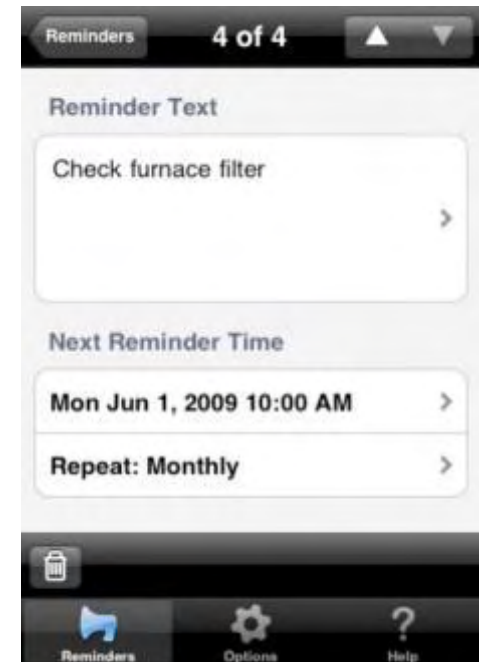 Reminders 4 of 4
Reminder Text
Check furnace filter
Next Reminder Time
Mon Jun 1, 2009 10:00 AM
Repeat: Monthly
Reminders Options Help